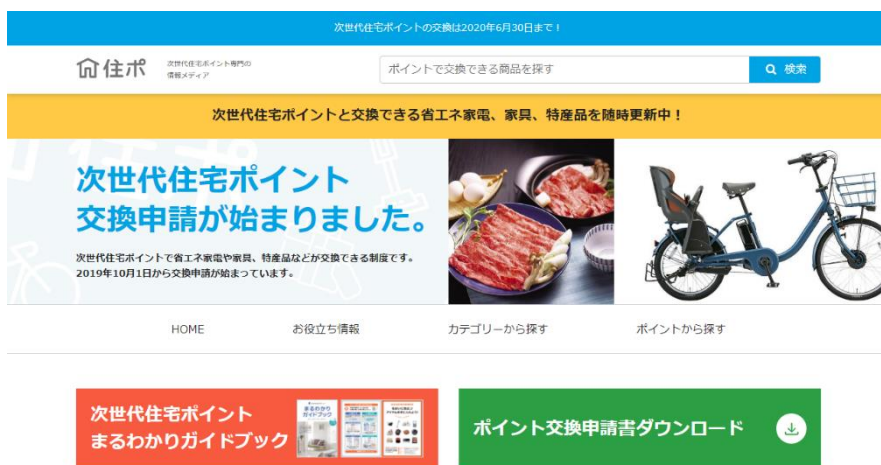 次世代住宅ポイントの交換は2020年6月30日まで！
住ポ
次世代住宅ポイント専門の
情報メディア
ポイントで交換できる商品を探す
検索
次世代住宅ポイントと交換できる省エネ家電、家具、特産品を随時更新中！
次世代住宅ポイント
交換申請が始まりました。
次世代住宅ポイントで省エネ家電や家具、特産品などが交換できる制度です。
2019年10月1日から交換申請が始まっています。
HOME
お役立ち情報
カテゴリーから探す
ポイントから探す
次世代住宅ポイント
まるわかりガイドブック
まるわかり
ガイドブック
ポイント交換申請書ダウンロード